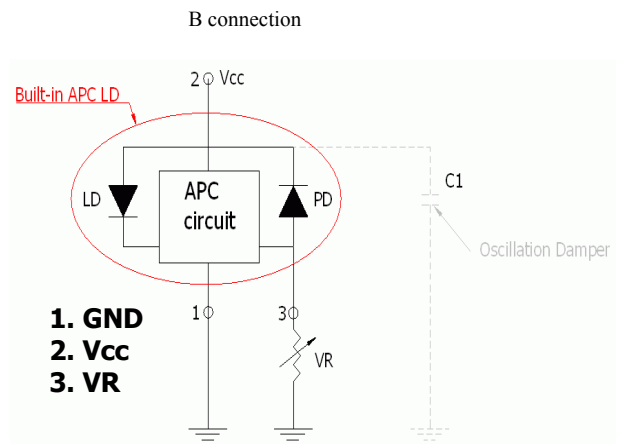 B connection
2 Vcc
Built-in APC LD
C1
LD
APC
circuit
PD
Oscillation Damper
1
3
1. GND
2. Vcc
3. VR
VR